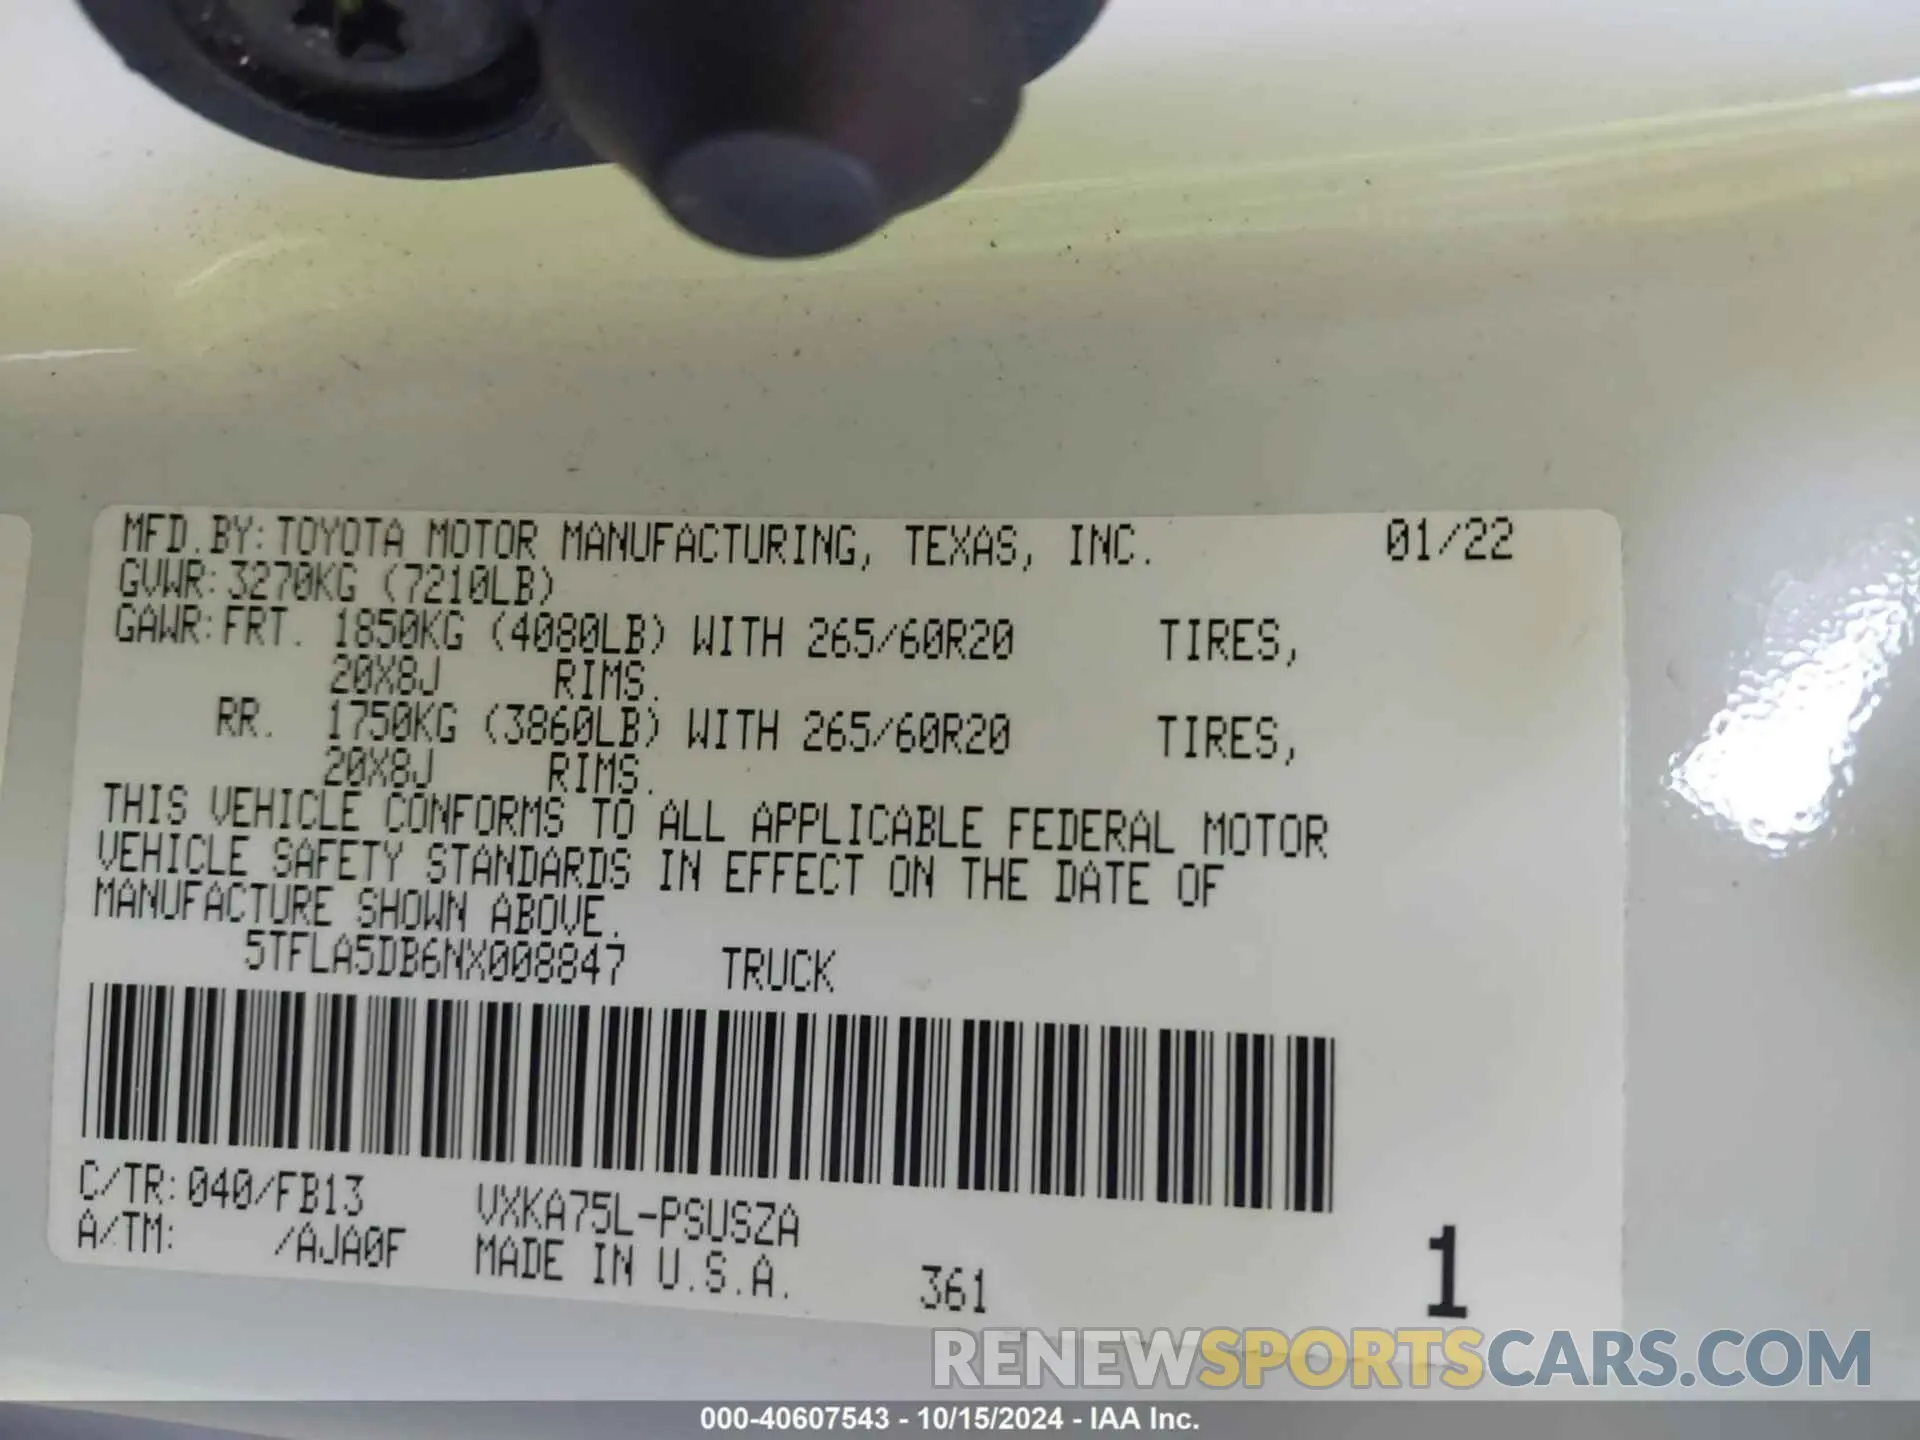 MFD.BY:TOYOTA MOTOR MANUFACTURING, TEXAS, INC. 01/22
GVWR:3270KG (7210LB)
GAWR:FRT. 1850KG (4080LB) WITH 265/60R20 TIRES,
20X8J RIMS.
RR. 1750KG (3860LB) WITH 265/60R20 TIRES,
20X8J RIMS.
THIS VEHICLE CONFORMS TO ALL APPLICABLE FEDERAL MOTOR
VEHICLE SAFETY STANDARDS IN EFFECT ON THE DATE OF
MANUFACTURE SHOWN ABOVE.
5TFLA5DB6NX008847 TRUCK
C/TR:040/FB13 VXKA75L-PSUSZA
A/TM: /AJA0F MADE IN U.S.A. 361 1
RENEWSPORTSCARS.COM
000-40607543 - 10/15/2024 - IAA Inc.